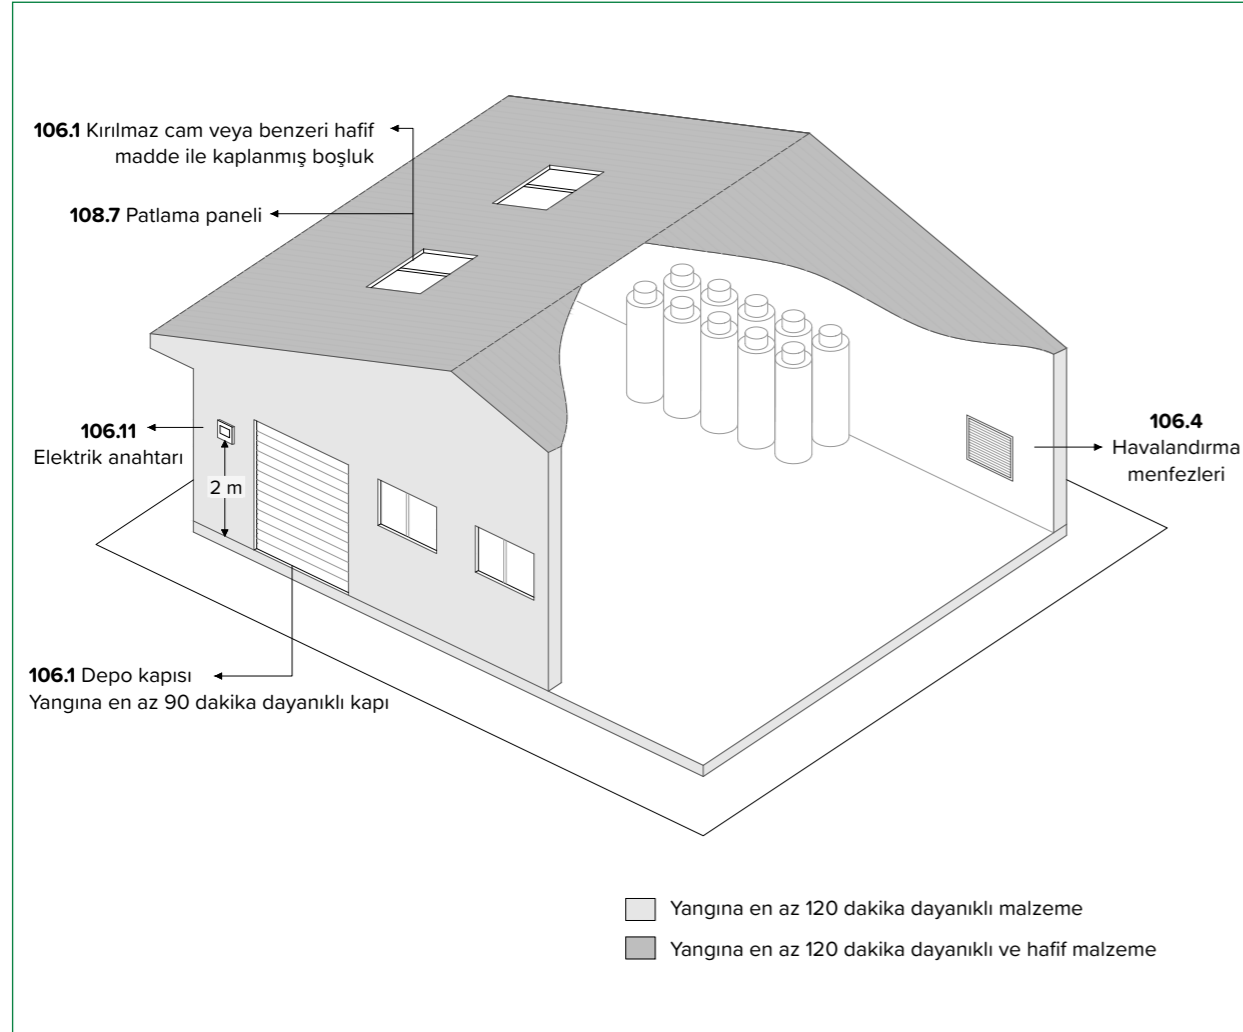 106.1 Kırılmaz cam veya benzeri hafif
madde ile kaplanmış boşluk
108.7 Patlama paneli
106.11
Elektrik anahtarı
2 m
106.4
Havalandırma
menfezleri
106.1 Depo kapısı
Yangına en az 90 dakika dayanıklı kapı
Yangına en az 120 dakika dayanıklı malzeme
Yangına en az 120 dakika dayanıklı ve hafif malzeme